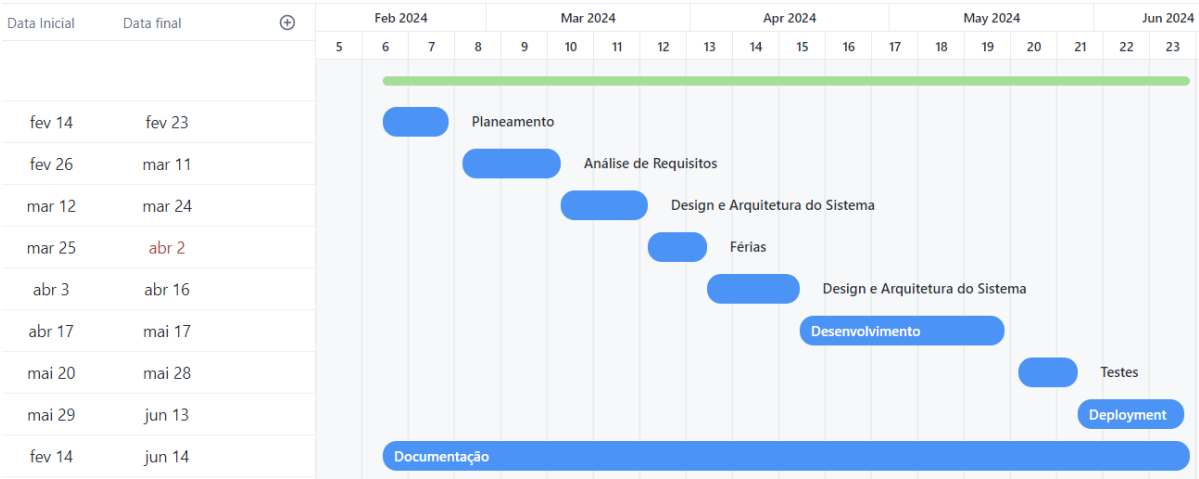 Data Inicial Data final Feb 2024 Mar 2024 Apr 2024 May 2024 Jun 2024
5 6 7 8 9 10 11 12 13 14 15 16 17 18 19 20 21 22 23
fev 14 fev 23 Planeamento
fev 26 mar 11 Análise de Requisitos
mar 12 mar 24 Design e Arquitetura do Sistema
mar 25 abr 2 Férias
abr 3 abr 16 Design e Arquitetura do Sistema
abr 17 mai 17 Desenvolvimento
mai 20 mai 28 Testes
mai 29 jun 13 Deployment
fev 14 jun 14 Documentação